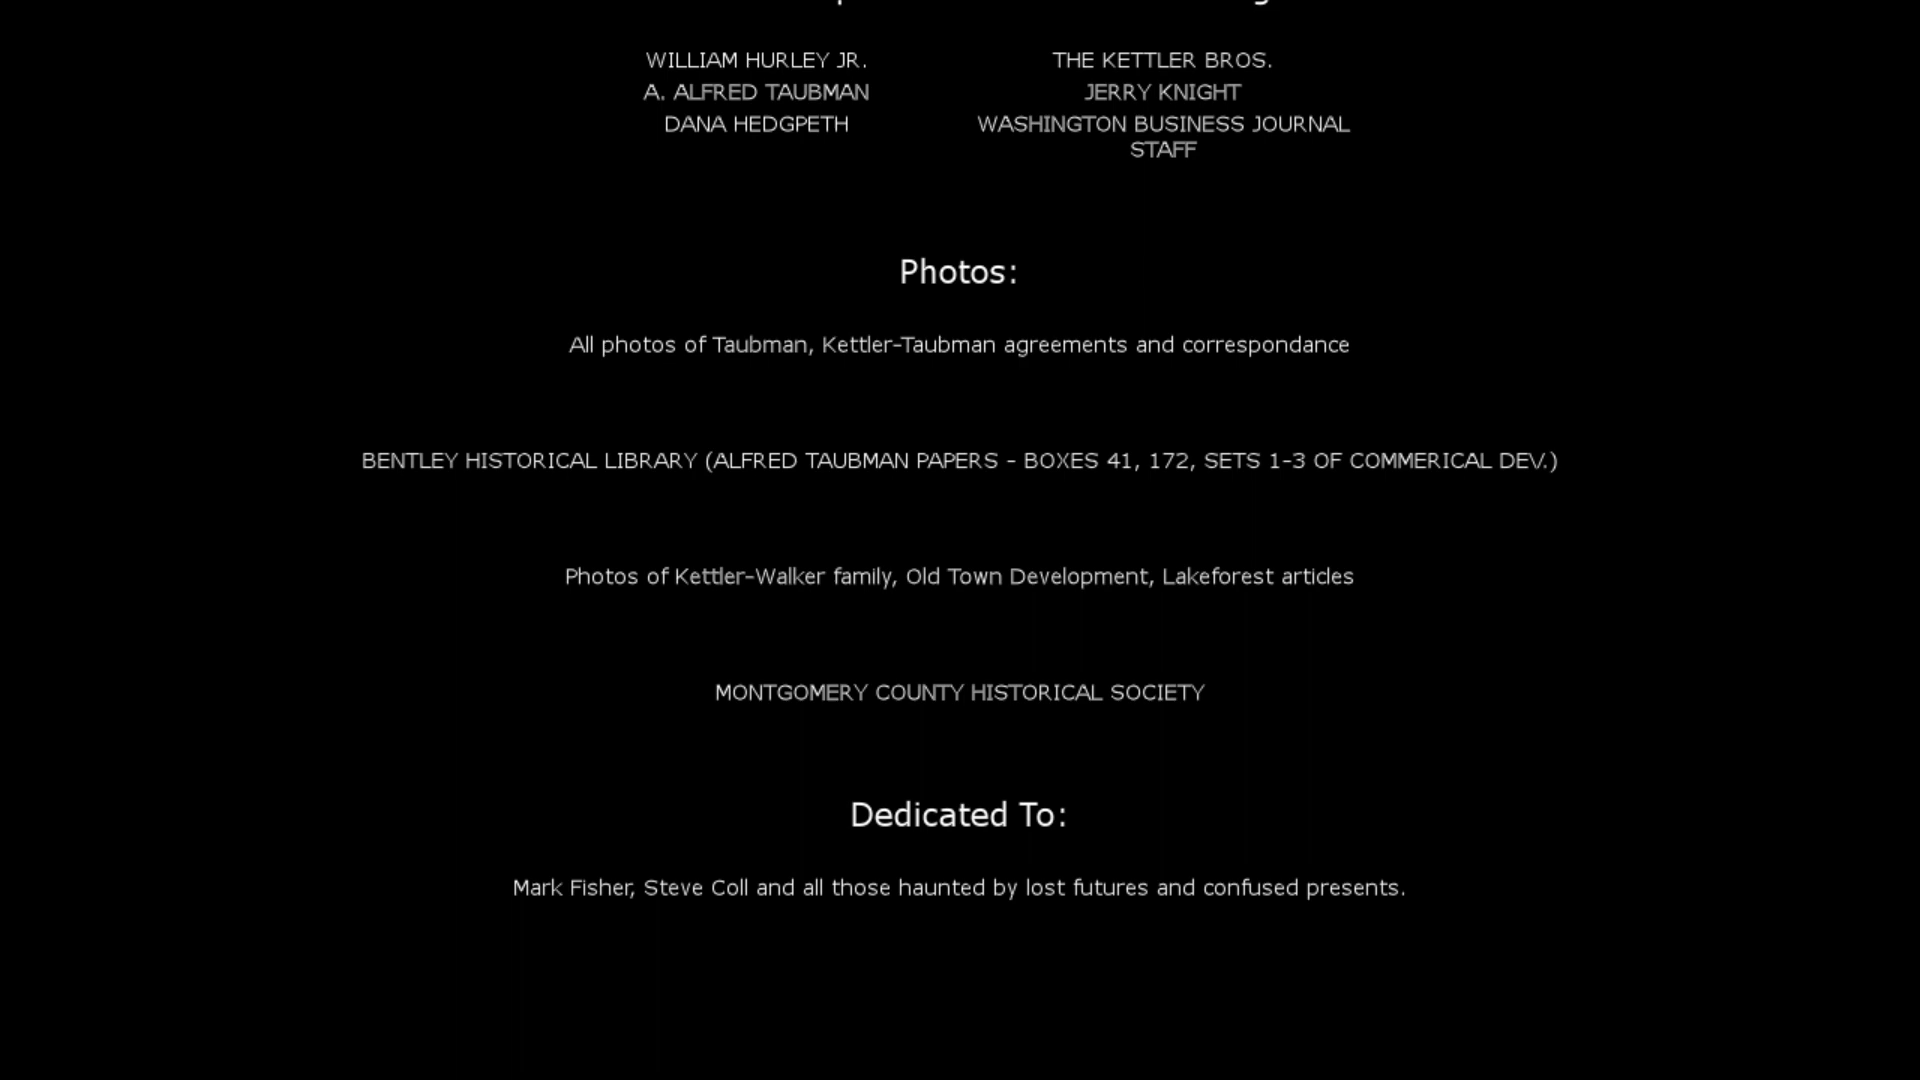 WILLIAM HURLEY JR.
THE KETTLER BROS.
A. ALFRED TAUBMAN
JERRY KNIGHT
DANA HEDGPETH
WASHINGTON BUSINESS JOURNAL
STAFF
Photos:
All photos of Taubman, Kettler-Taubman agreements and correspondance
BENTLEY HISTORICAL LIBRARY (ALFRED TAUBMAN PAPERS - BOXES 41, 172, SETS 1-3 OF COMMERICAL DEV.)
Photos of Kettler-Walker family, Old Town Development, Lakeforest articles
MONTGOMERY COUNTY HISTORICAL SOCIETY
Dedicated To:
Mark Fisher, Steve Coll and all those haunted by lost futures and confused presents.